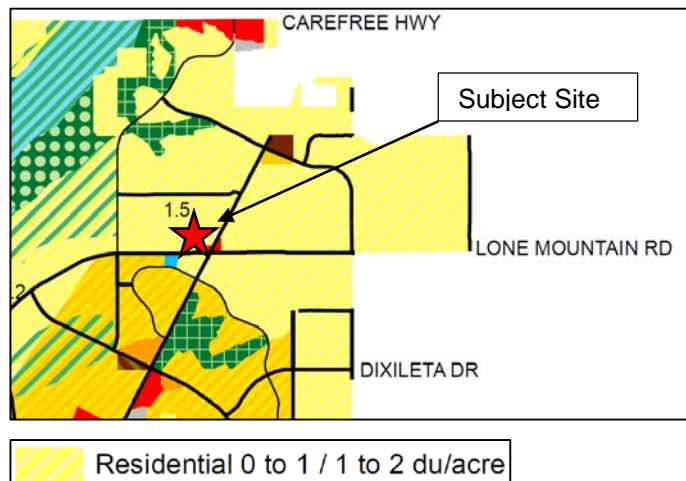 CAREFREE HWY
Subject Site
1.5
LONE MOUNTAIN RD
.2
DIXILETA DR
Residential 0 to 1 / 1 to 2 du/acre